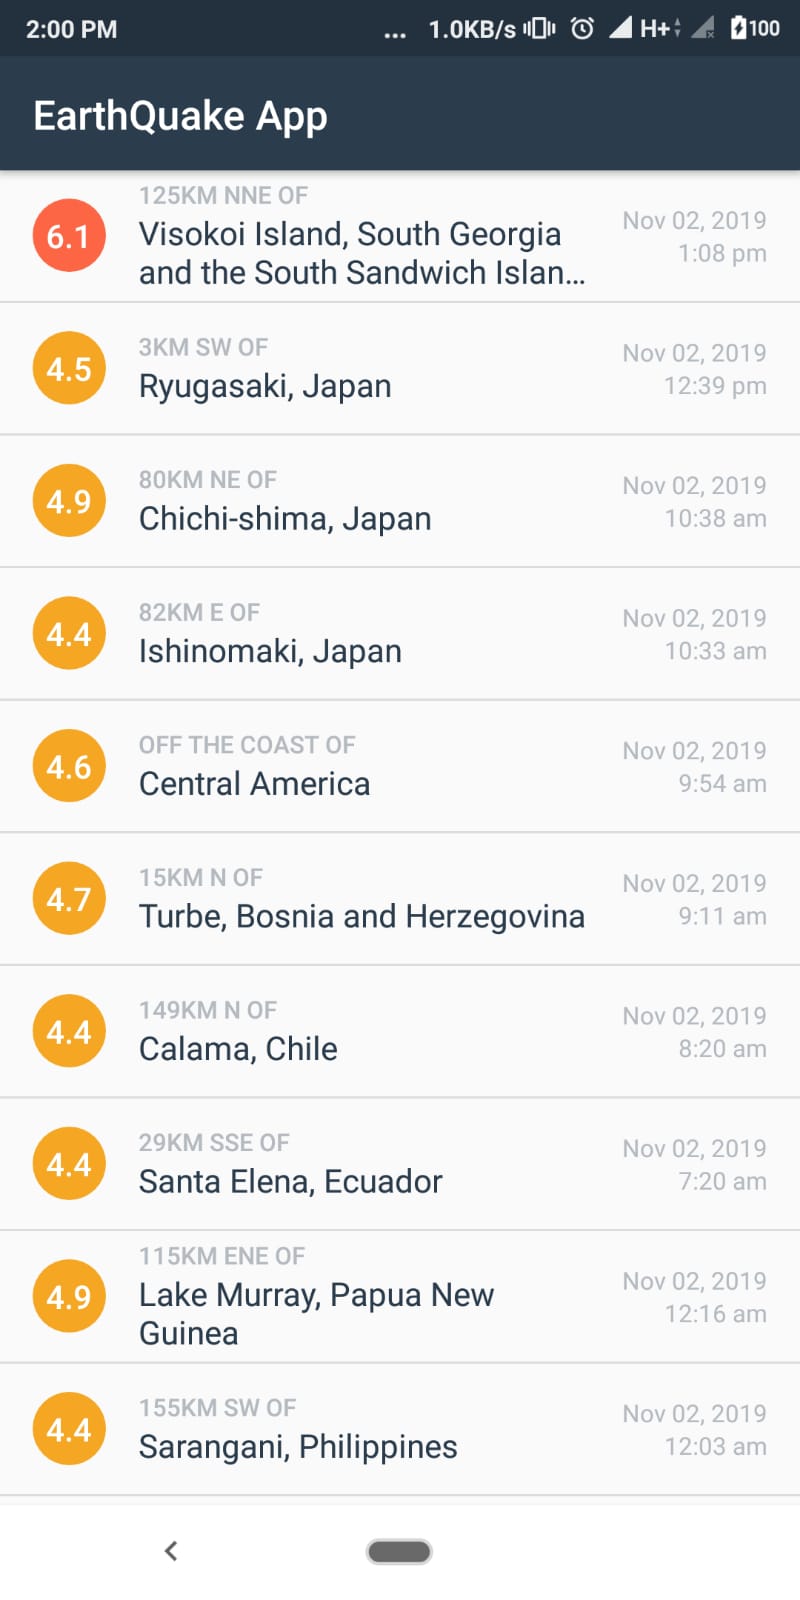 2:00 PM
... 1.0KB/s H+ 100
EarthQuake App
6.1
125KM NNE OF
Visokoi Island, South Georgia
and the South Sandwich Islan...
Nov 02, 2019
1:08 pm
4.5
3KM SW OF
Ryugasaki, Japan
Nov 02, 2019
12:39 pm
4.9
80KM NE OF
Chichi-shima, Japan
Nov 02, 2019
10:38 am
4.4
82KM E OF
Ishinomaki, Japan
Nov 02, 2019
10:33 am
4.6
OFF THE COAST OF
Central America
Nov 02, 2019
9:54 am
4.7
15KM N OF
Turbe, Bosnia and Herzegovina
Nov 02, 2019
9:11 am
4.4
149KM N OF
Calama, Chile
Nov 02, 2019
8:20 am
4.4
29KM SSE OF
Santa Elena, Ecuador
Nov 02, 2019
7:20 am
4.9
115KM ENE OF
Lake Murray, Papua New
Guinea
Nov 02, 2019
12:16 am
4.4
155KM SW OF
Sarangani, Philippines
Nov 02, 2019
12:03 am